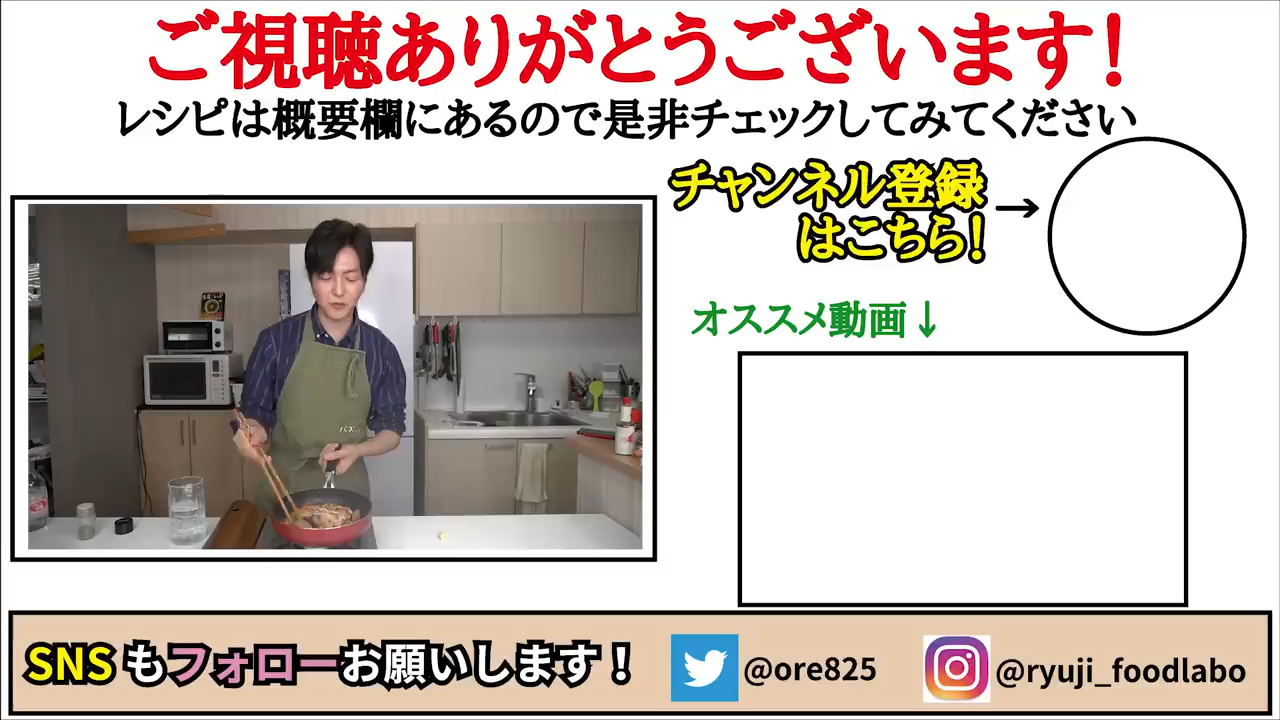 ご視聴ありがとうございます!
レシピは概要欄にあるので是非チェックしてみてください
チャンネル登録
はこちら!
→
オススメ動画↓
SNSもフォローお願いします!
@ore825
@ryuji_foodlabo